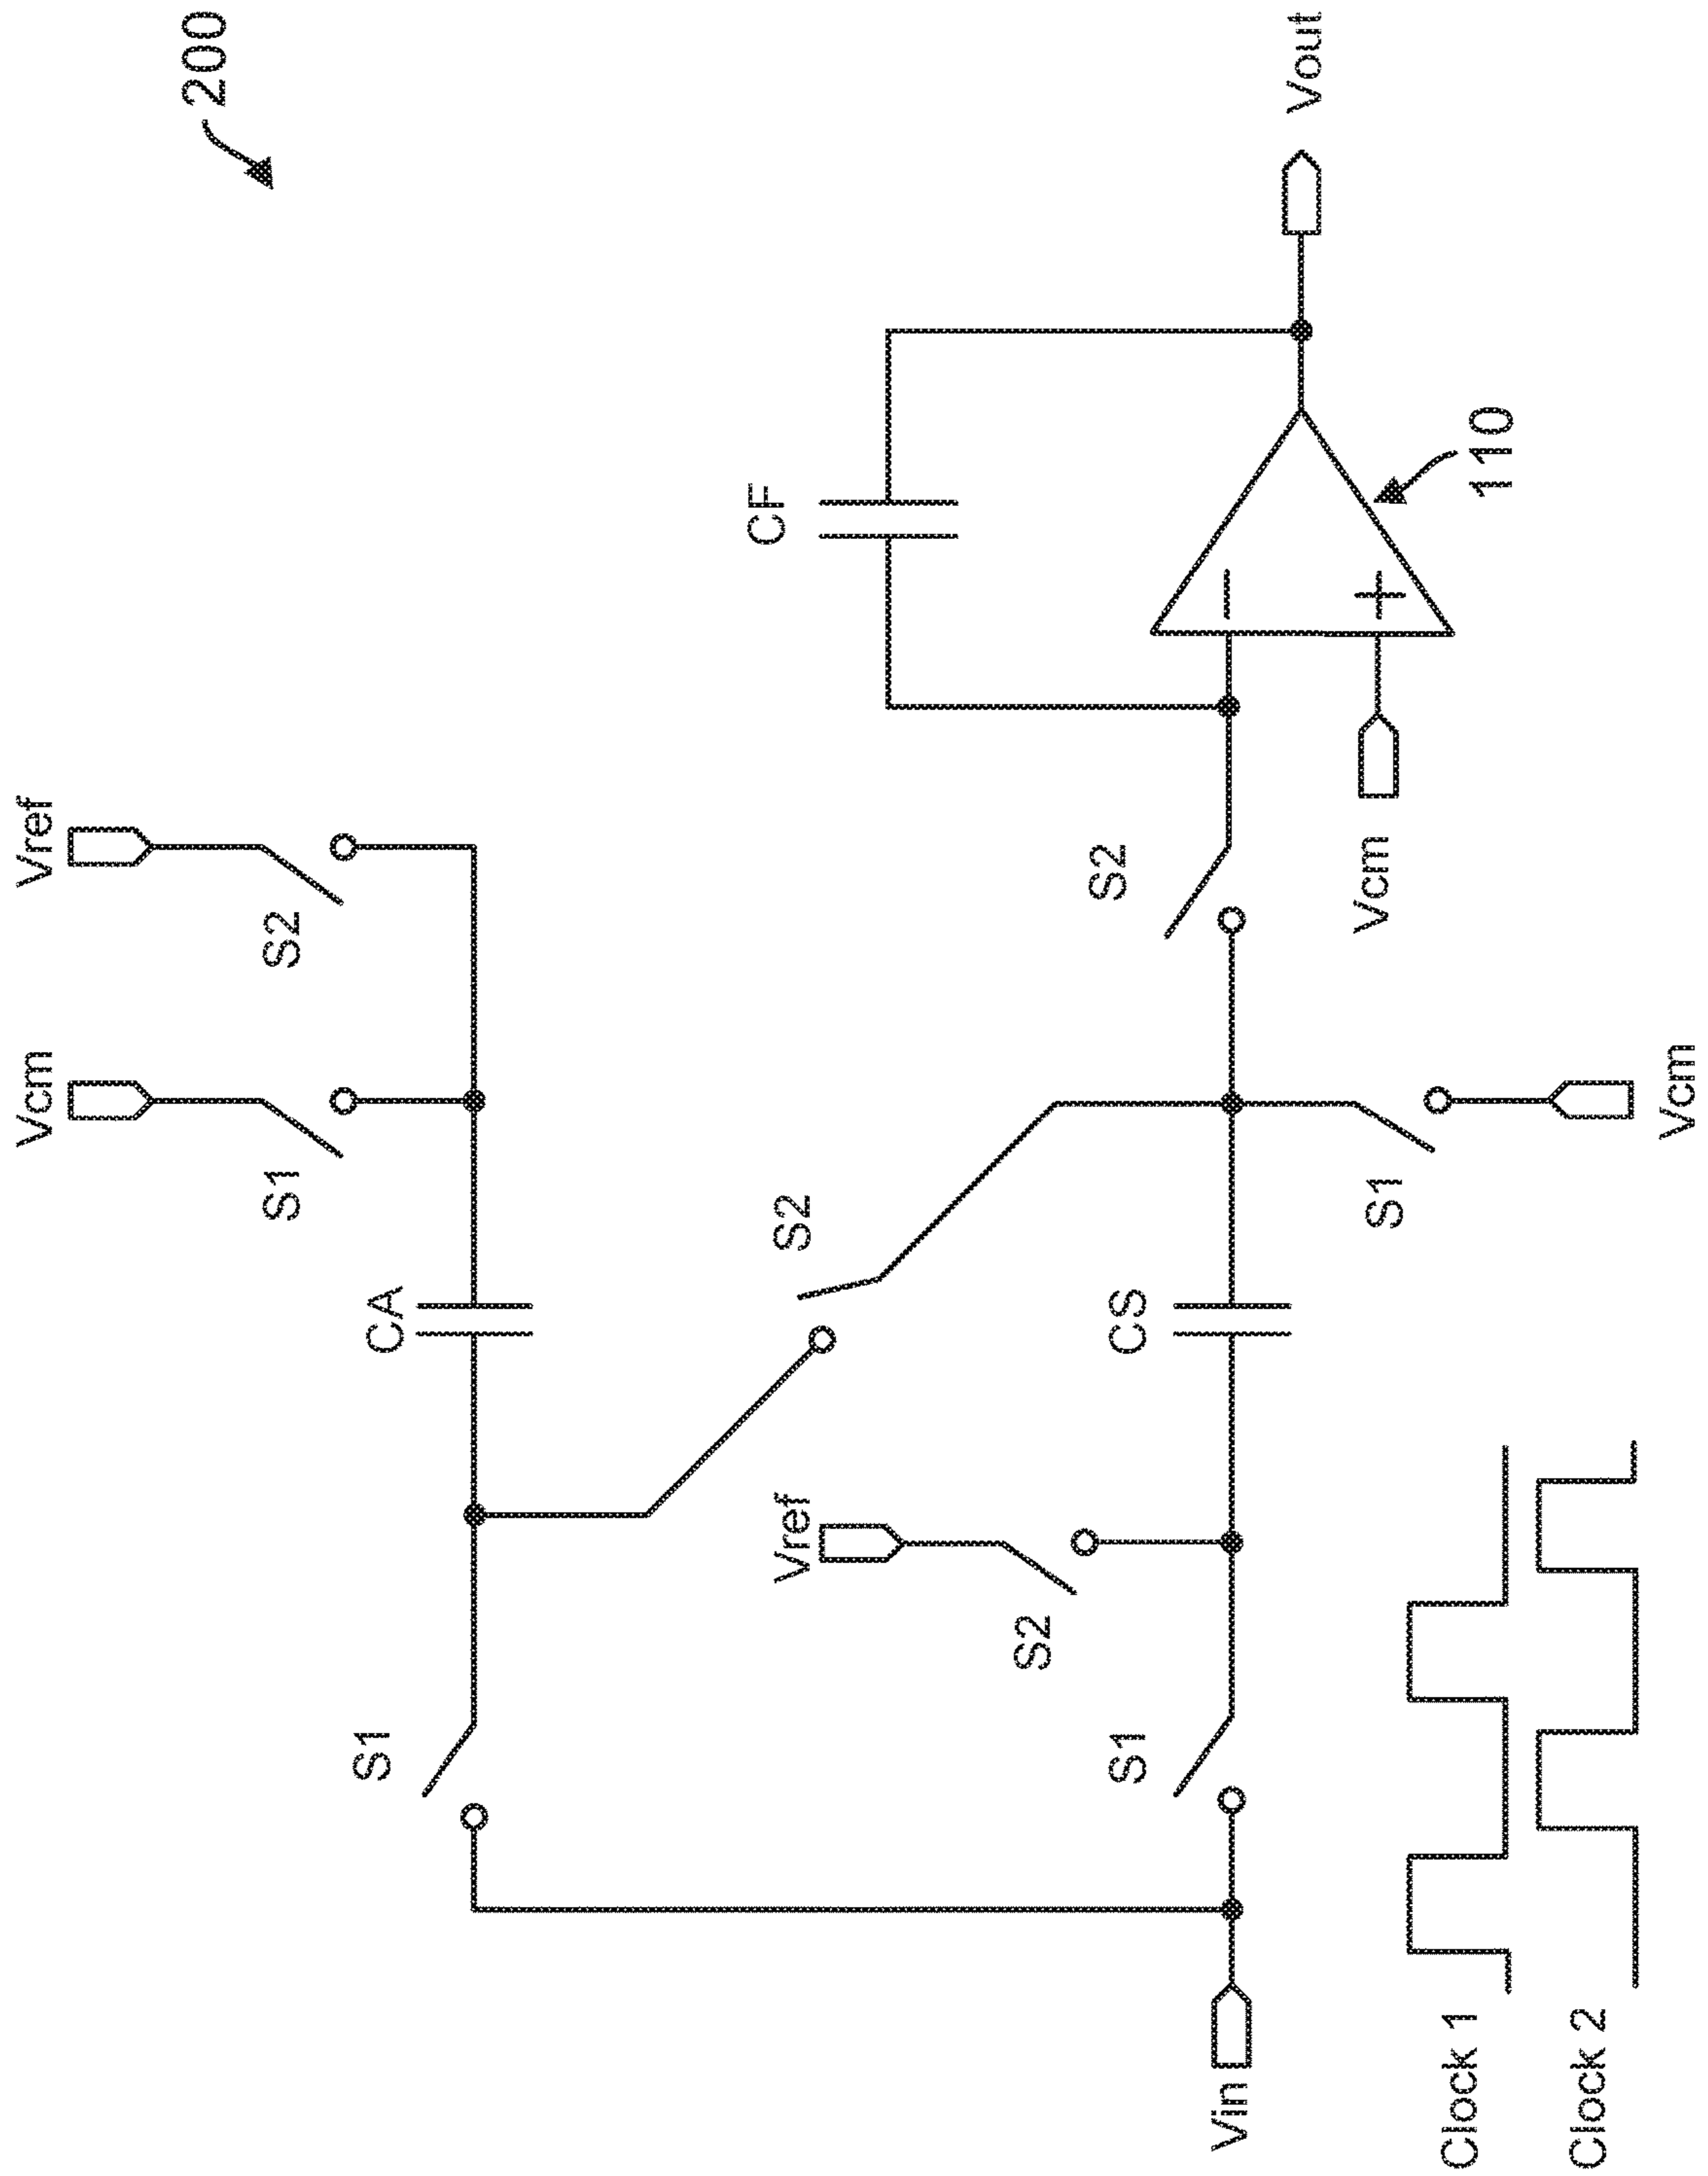 200
Vcm
Vref
S1
S2
CA
S1
S2
CF
Vref
S2
S1
CS
S2
Vout
Vin
Vcm
110
S1
Vcm
Clock 1
Clock 2